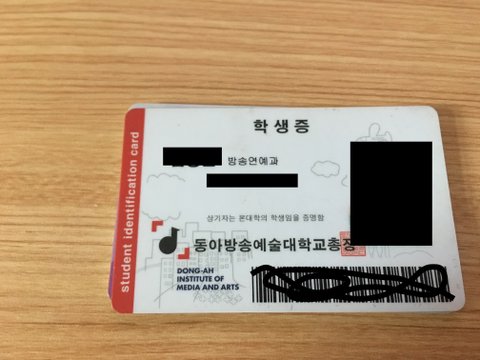 student identification card
학생증
방송연예과
상기자는 본대학의 학생임을 증명함
동아방송예술대학교총장
DONG-AH
INSTITUTE OF
MEDIA AND ARTS